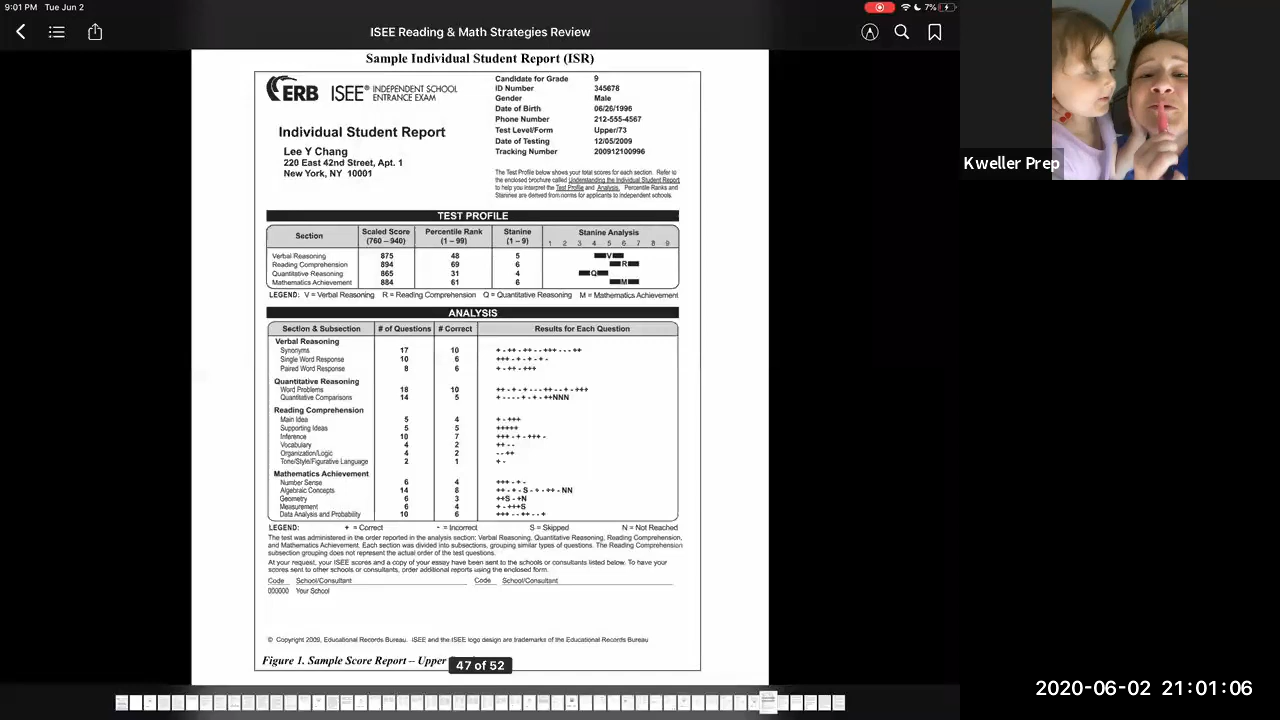 9:01 PM Tue Jun 2
7%
ISEE Reading & Math Strategies Review
Sample Individual Student Report (ISR)
ERB ISEE® INDEPENDENT SCHOOL ENTRANCE EXAM
Candidate for Grade 9
ID Number 345678
Gender Male
Date of Birth 06/26/1996
Phone Number 212-555-4567
Test Level/Form Upper/73
Date of Testing 12/05/2009
Tracking Number 200912100996
Individual Student Report
Lee Y Chang
220 East 42nd Street, Apt. 1
New York, NY 10001
The Test Profile below shows your total scores for each section. Refer to
the enclosed brochure called Understanding the Individual Student Report
to help you interpret the Test Profile and Analysis. Percentile Ranks and
Stanines are derived from norms for applicants to independent schools.
TEST PROFILE
Section Scaled Score (760 – 940) Percentile Rank (1 – 99) Stanine (1 – 9) Stanine Analysis
1 2 3 4 5 6 7 8 9
Verbal Reasoning 875 48 5 V
Reading Comprehension 894 69 6 R
Quantitative Reasoning 865 31 4 Q
Mathematics Achievement 884 61 6 M
LEGEND: V = Verbal Reasoning R = Reading Comprehension Q = Quantitative Reasoning M = Mathematics Achievement
ANALYSIS
Section & Subsection # of Questions # Correct Results for Each Question
Verbal Reasoning
Synonyms 17 10 + - ++ - ++ - - +++ - - - ++
Single Word Response 10 6 +++ - + - + - + -
Paired Word Response 8 6 + - ++ - +++
Quantitative Reasoning
Word Problems 18 10 ++ - + - + - - - ++ - - + - +++
Quantitative Comparisons 14 5 + - - - - + - + - ++NNN
Reading Comprehension
Main Idea 5 4 + - +++
Supporting Ideas 5 5 +++++
Inference 10 7 +++ - + - +++ -
Vocabulary 4 2 ++ - -
Organization/Logic 4 2 - - ++
Tone/Style/Figurative Language 2 1 + -
Mathematics Achievement
Number Sense 6 4 +++ - + -
Algebraic Concepts 14 8 ++ - + - S - + - ++ - NN
Geometry 6 3 ++S - +N
Measurement 6 4 + - +++S
Data Analysis and Probability 10 6 +++ - - ++ - - +
LEGEND: + = Correct - = Incorrect S = Skipped N = Not Reached
The test was administered in the order reported in the analysis section; Verbal Reasoning, Quantitative Reasoning, Reading Comprehension,
and Mathematics Achievement. Each section was divided into subsections, grouping similar types of questions. The Reading Comprehension
subsection grouping does not represent the actual order of the test questions.
At your request, your ISEE scores and a copy of your essay have been sent to the schools or consultants listed below. To have your
scores sent to other schools or consultants, order additional reports using the enclosed form.
Code School/Consultant Code School/Consultant
000000 Your School
© Copyright 2009, Educational Records Bureau. ISEE and the ISEE logo design are trademarks of the Educational Records Bureau
Figure 1. Sample Score Report – Upper
47 of 52
Kweller Prep
2020-06-02 21:01:06